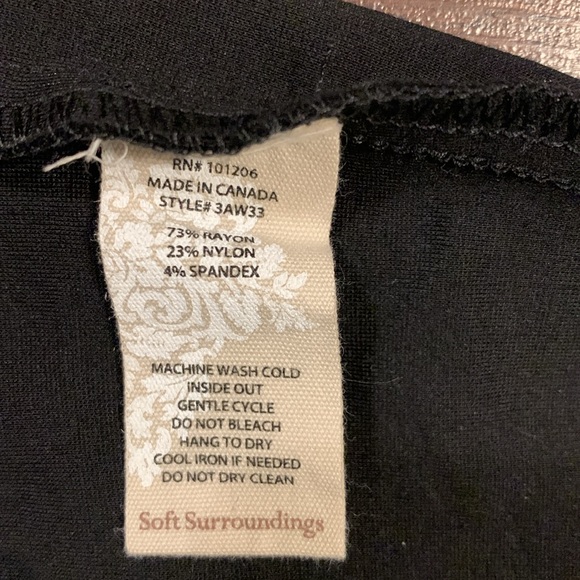 RN# 101206
MADE IN CANADA
STYLE# 3AW33
73% RAYON
23% NYLON
4% SPANDEX
MACHINE WASH COLD
INSIDE OUT
GENTLE CYCLE
DO NOT BLEACH
HANG TO DRY
COOL IRON IF NEEDED
DO NOT DRY CLEAN
Soft Surroundings